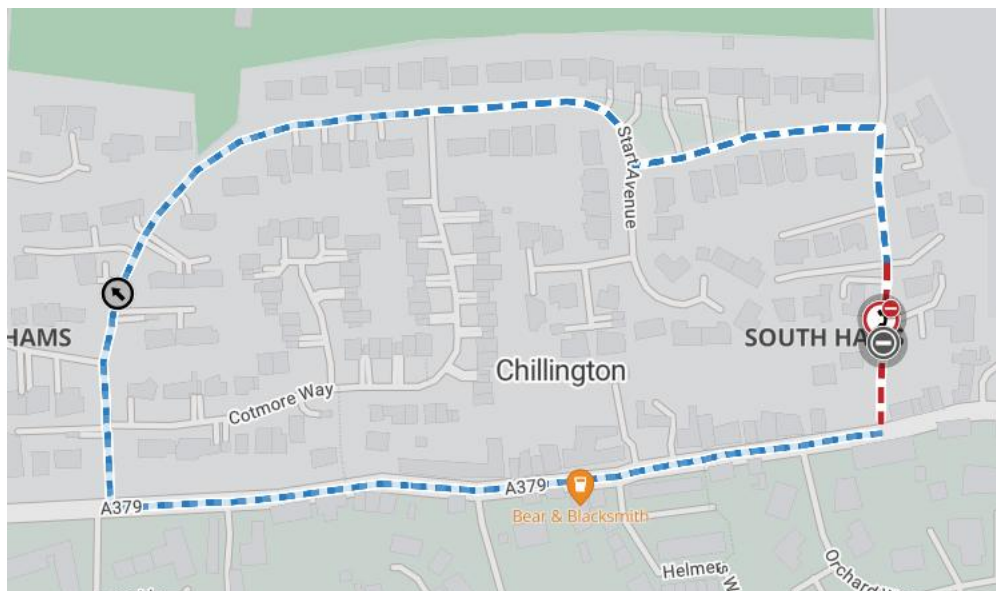 Start Avenue
HAMS
SOUTH HA
Chillington
Cotmore Way
A379
A379
Bear & Blacksmith
Helmer
Orchard